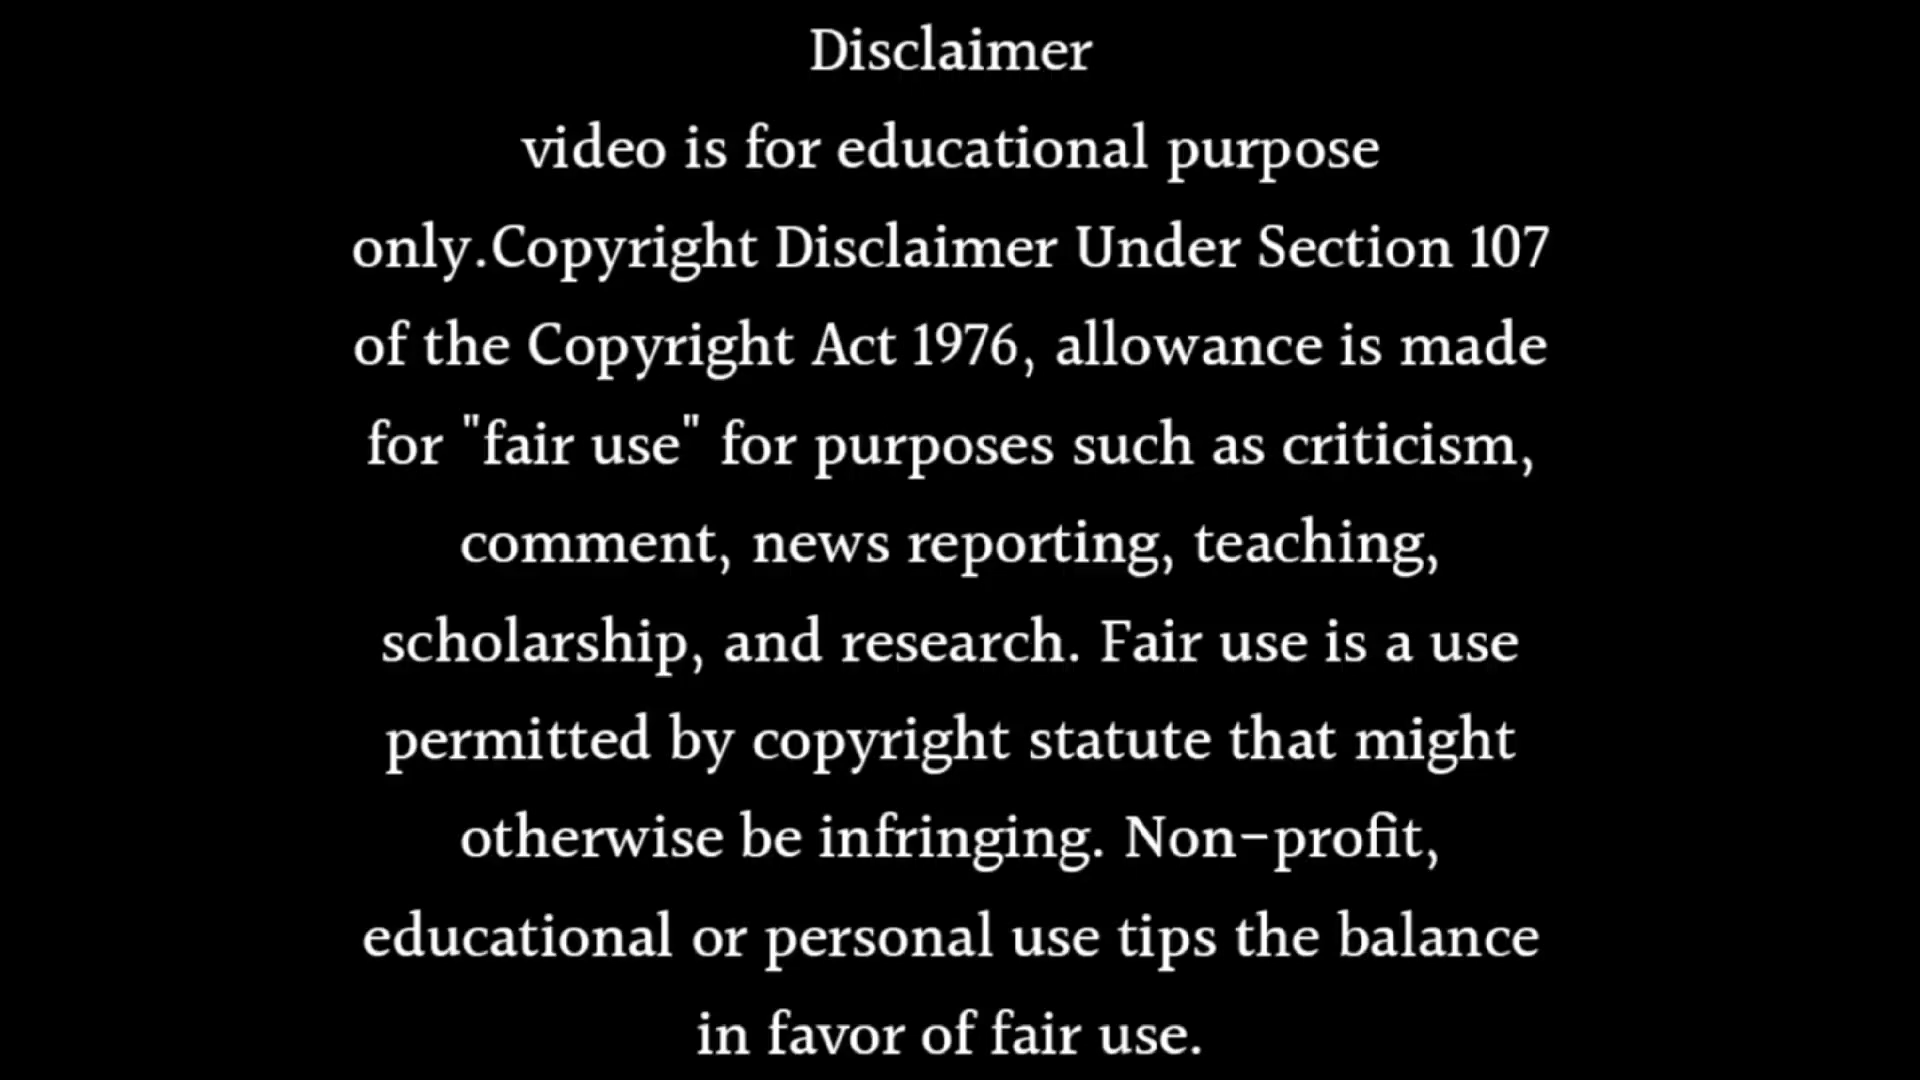 Disclaimer
video is for educational purpose
only.Copyright Disclaimer Under Section 107
of the Copyright Act 1976, allowance is made
for "fair use" for purposes such as criticism,
comment, news reporting, teaching,
scholarship, and research. Fair use is a use
permitted by copyright statute that might
otherwise be infringing. Non-profit,
educational or personal use tips the balance
in favor of fair use.